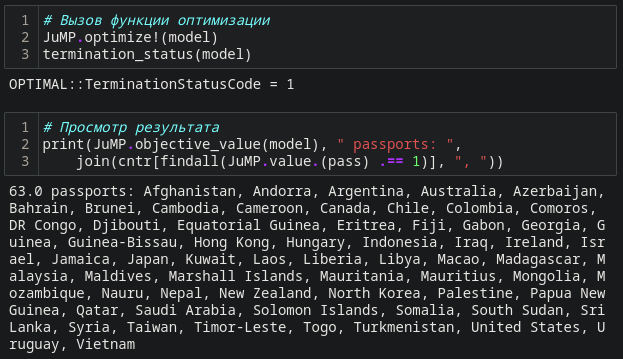 1 # Вызов функции оптимизации
2 JuMP.optimize!(model)
3 termination_status(model)
OPTIMAL::TerminationStatusCode = 1
1 # Просмотр результата
2 print(JuMP.objective_value(model), " passports: ",
3     join(cntr[findall(JuMP.value.(pass) .== 1)], ", "))
63.0 passports: Afghanistan, Andorra, Argentina, Australia, Azerbaijan,
Bahrain, Brunei, Cambodia, Cameroon, Canada, Chile, Colombia, Comoros,
DR Congo, Djibouti, Equatorial Guinea, Eritrea, Fiji, Gabon, Georgia, G
uinea, Guinea-Bissau, Hong Kong, Hungary, Indonesia, Iraq, Ireland, Isr
ael, Jamaica, Japan, Kuwait, Laos, Liberia, Libya, Macao, Madagascar, M
alaysia, Maldives, Marshall Islands, Mauritania, Mauritius, Mongolia, M
ozambique, Nauru, Nepal, New Zealand, North Korea, Palestine, Papua New
Guinea, Qatar, Saudi Arabia, Solomon Islands, Somalia, South Sudan, Sri
Lanka, Syria, Taiwan, Timor-Leste, Togo, Turkmenistan, United States, U
ruguay, Vietnam